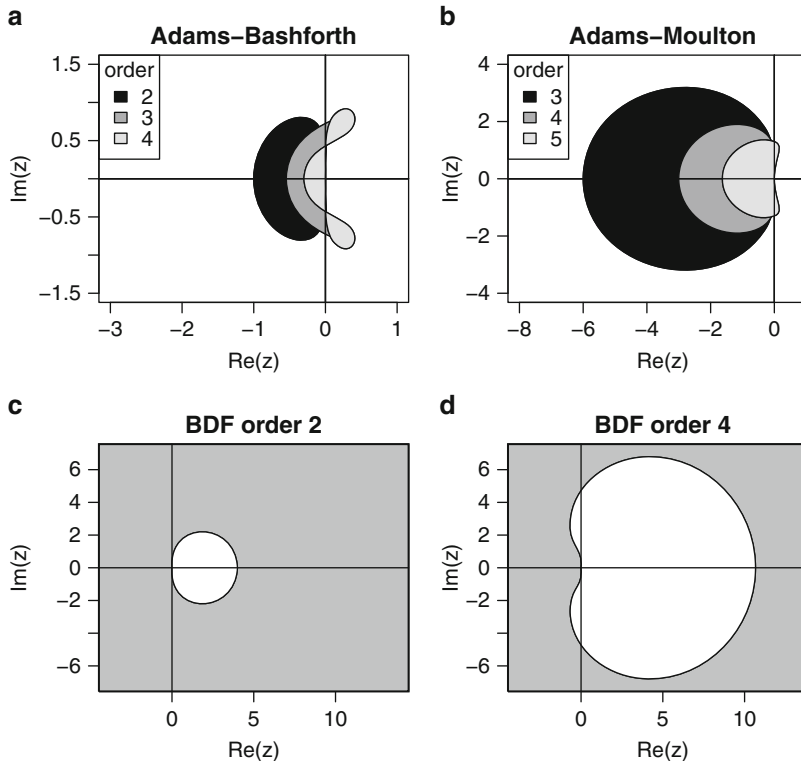 a
Adams−Bashforth
1.5
0.5
−0.5
−1.5
Im(z)
order
2
3
4
−3 −2 −1 0 1
Re(z)
b
Adams−Moulton
4
2
0
−2
−4
Im(z)
order
3
4
5
−8 −6 −4 −2 0
Re(z)
c
BDF order 2
6
4
2
0
−2
−6
Im(z)
0 5 10
Re(z)
d
BDF order 4
6
4
2
0
−2
−6
Im(z)
0 5 10
Re(z)